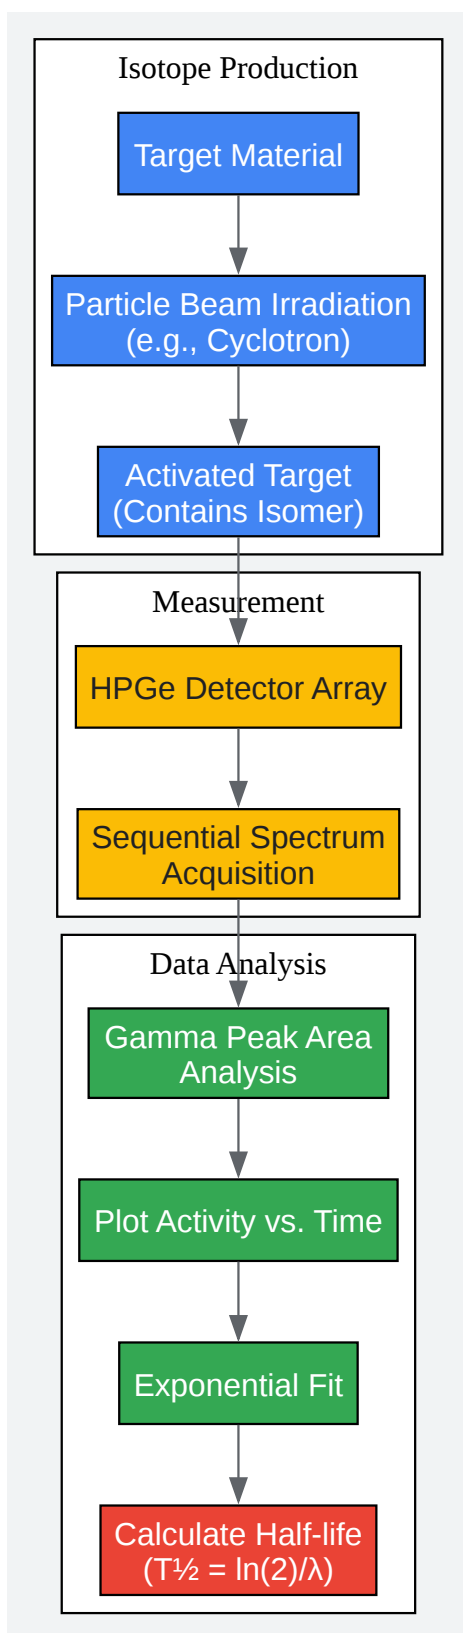 Isotope Production
Target Material
Particle Beam Irradiation
(e.g., Cyclotron)
Activated Target
(Contains Isomer)
Measurement
HPGe Detector Array
Sequential Spectrum
Acquisition
Data Analysis
Gamma Peak Area
Analysis
Plot Activity vs. Time
Exponential Fit
Calculate Half-life
(T½ = ln(2)/λ)